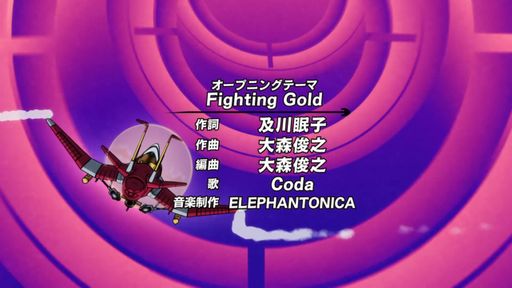 オープニングテーマ
Fighting Gold
作詞 及川眠子
作曲 大森俊之
編曲 大森俊之
歌 Coda
音楽制作 ELEPHANTONICA